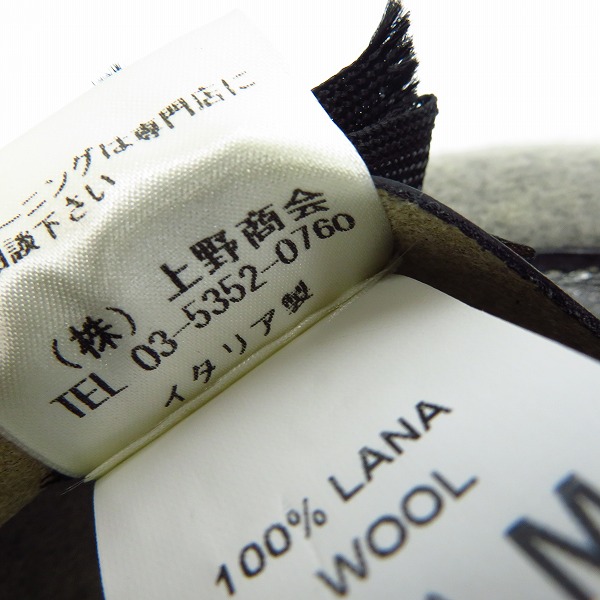 ーニングは専門店に
相談下さい
(株)上野商会
TEL 03-5352-0760
イタリア製
100% LANA
WOOL
M